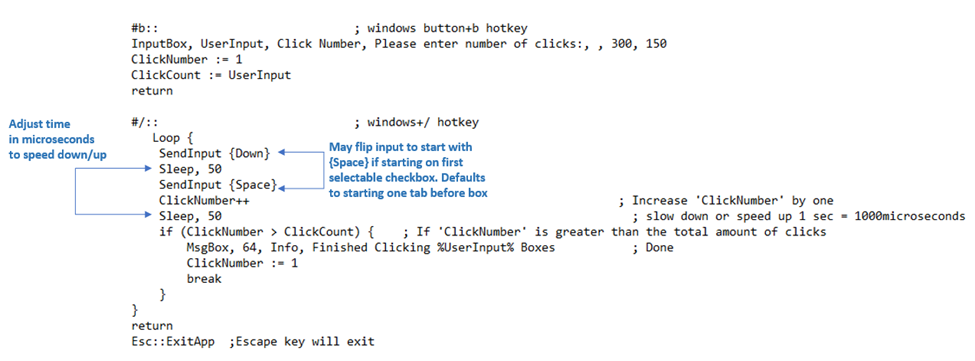 #b:: ; windows button+b hotkey
InputBox, UserInput, Click Number, Please enter number of clicks:, , 300, 150
ClickNumber := 1
ClickCount := UserInput
return
Adjust time
in microseconds
to speed down/up
#/:: ; windows+/ hotkey
Loop {
SendInput {Down}
Sleep, 50
SendInput {Space}
May flip input to start with
{Space} if starting on first
selectable checkbox. Defaults
to starting one tab before box
ClickNumber++ ; Increase 'ClickNumber' by one
Sleep, 50 ; slow down or speed up 1 sec = 1000microseconds
if (ClickNumber > ClickCount) { ; If 'ClickNumber' is greater than the total amount of clicks
MsgBox, 64, Info, Finished Clicking %UserInput% Boxes ; Done
ClickNumber := 1
break
}
}
return
Esc::ExitApp ;Escape key will exit